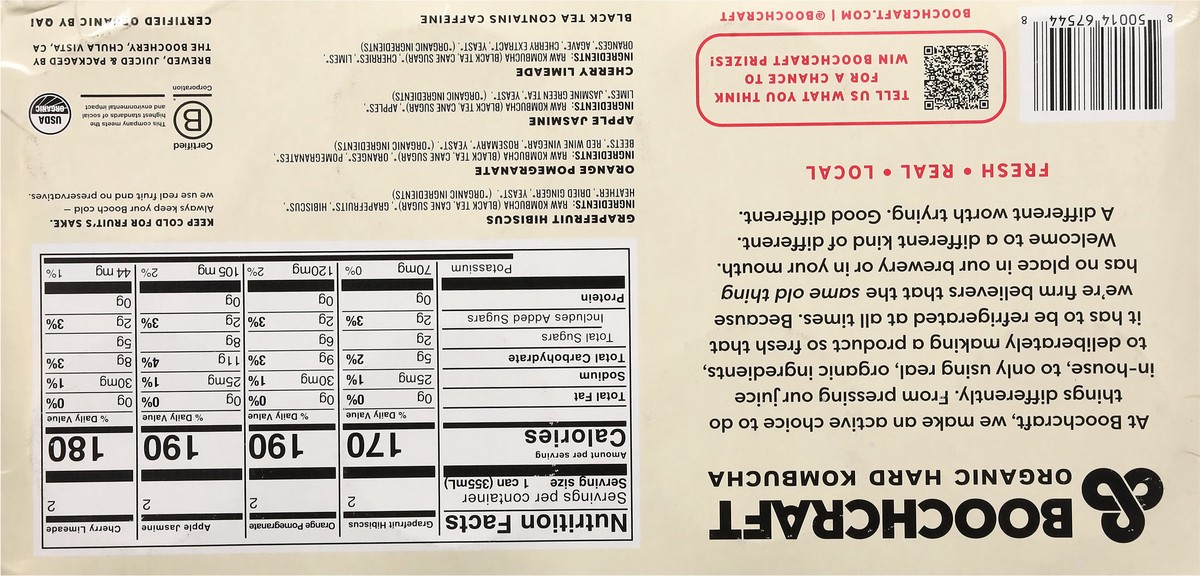 BOOCHCRAFT
ORGANIC HARD KOMBUCHA
At Boochcraft, we make an active choice to do
things differently. From pressing our juice
in-house, to only using real, organic ingredients,
to deliberately making a product so fresh that
it has to be refrigerated at all times. Because
we're firm believers that the same old thing
has no place in our brewery or in your mouth.
Welcome to a different kind of different.
A different worth trying. Good different.
FRESH • REAL • LOCAL
TELL US WHAT YOU THINK
FOR A CHANCE TO
WIN BOOCHCRAFT PRIZES!
BOOCHCRAFT.COM | @BOOCHCRAFT
8 50014 67544 8
Nutrition Facts Grapefruit Hibiscus Orange Pomegranate Apple Jasmine Cherry Limeade
Servings per container 2 2 2 2
Serving size 1 can (355mL)
Amount per serving
Calories 170 190 190 180
% Daily Value % Daily Value % Daily Value % Daily Value
Total Fat 0g 0% 0g 0% 0g 0% 0g 0%
Sodium 25mg 1% 30mg 1% 25mg 1% 30mg 1%
Total Carbohydrate 5g 2% 9g 3% 11g 4% 8g 3%
Total Sugars 2g 6g 8g 5g
Includes Added Sugars 2g 3% 2g 3% 2g 3% 2g 3%
Protein 0g 0g 0g 0g
Potassium 70mg 0% 120mg 2% 105 mg 2% 44 mg 1%
GRAPEFRUIT HIBISCUS
INGREDIENTS: RAW KOMBUCHA (BLACK TEA, CANE SUGAR)*, GRAPEFRUITS*, HIBISCUS*,
HEATHER*, DRIED GINGER*, YEAST*. (*ORGANIC INGREDIENTS)
ORANGE POMEGRANATE
INGREDIENTS: RAW KOMBUCHA (BLACK TEA, CANE SUGAR)*, ORANGES*, POMEGRANATES*,
BEETS*, RED WINE VINEGAR*, ROSEMARY*, YEAST*. (*ORGANIC INGREDIENTS)
APPLE JASMINE
INGREDIENTS: RAW KOMBUCHA (BLACK TEA, CANE SUGAR)*, APPLES*,
LIMES*, JASMINE GREEN TEA*, YEAST*. (*ORGANIC INGREDIENTS)
CHERRY LIMEADE
INGREDIENTS: RAW KOMBUCHA (BLACK TEA, CANE SUGAR)*, CHERRIES*, LIMES*,
ORANGES*, AGAVE*, CHERRY EXTRACT*, YEAST*. (*ORGANIC INGREDIENTS)
BLACK TEA CONTAINS CAFFEINE
KEEP COLD FOR FRUIT'S SAKE.
Always keep your Booch cold –
we use real fruit and no preservatives.
Certified
B
Corporation
This company meets the
highest standards of social
and environmental impact
USDA
ORGANIC
BREWED, JUICED & PACKAGED BY
THE BOOCHERY, CHULA VISTA, CA
CERTIFIED ORGANIC BY QAI